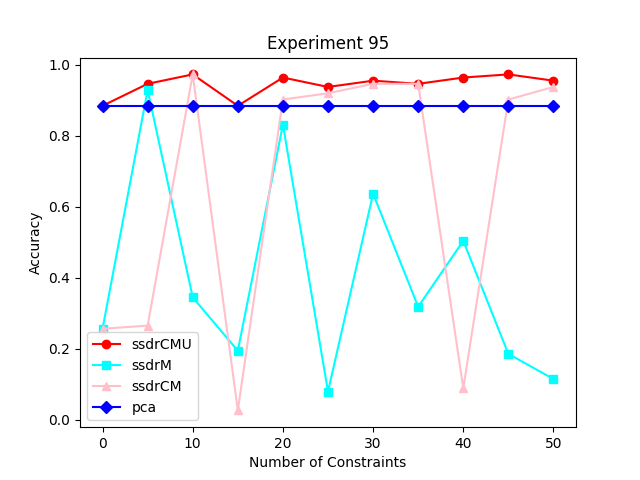 Experiment 95
Accuracy
1.0
0.8
0.6
0.4
0.2
0.0
ssdrCMU
ssdrM
ssdrCM
pca
0 10 20 30 40 50
Number of Constraints